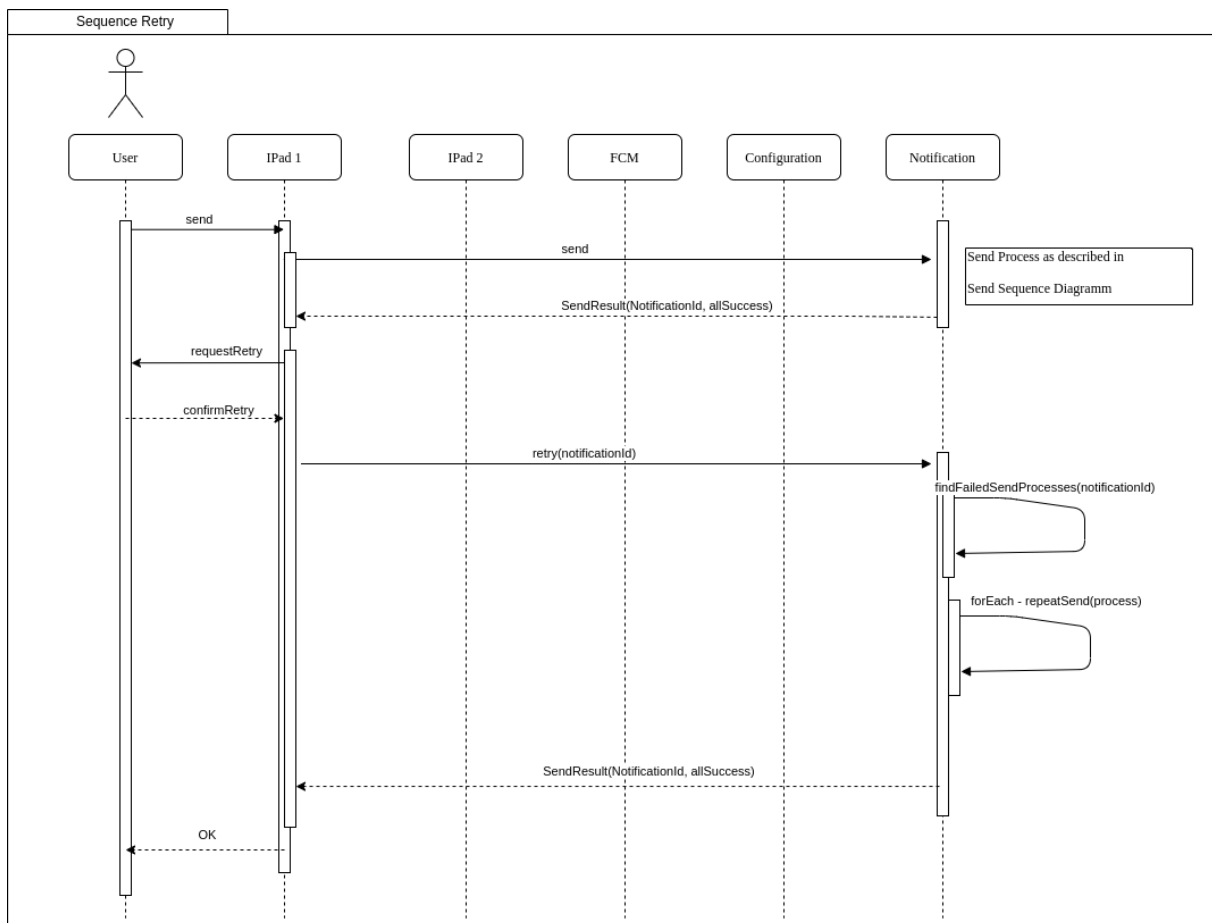 Sequence Retry
User
IPad 1
IPad 2
FCM
Configuration
Notification
send
send
Send Process as described in
Send Sequence Diagramm
SendResult(NotificationId, allSuccess)
requestRetry
confirmRetry
retry(notificationId)
findFailedSendProcesses(notificationId)
forEach - repeatSend(process)
SendResult(NotificationId, allSuccess)
OK